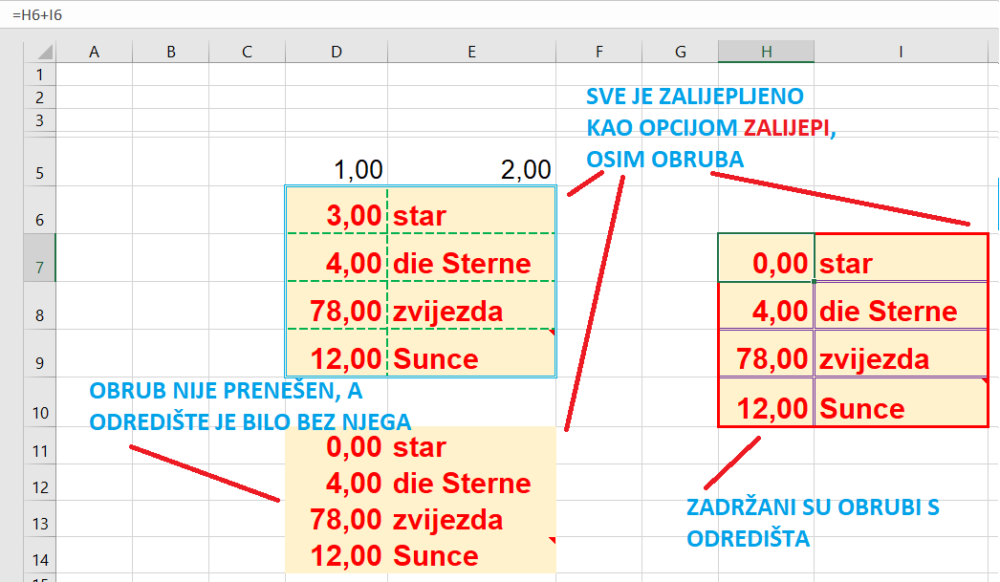 =H6+I6
A B C D E F G H I
1
2
SVE JE ZALIJEPLJENO
3
KAO OPCIJOM ZALIJEPI,
OSIM OBRUBA
5 1,00 2,00
6 3,00 star
7 4,00 die Sterne 0,00 star
8 78,00 zvijezda 4,00 die Sterne
9 12,00 Sunce 78,00 zvijezda
OBRUB NIJE PRENEŠEN, A
10 12,00 Sunce
ODREDIŠTE JE BILO BEZ NJEGA
11 0,00 star
12 4,00 die Sterne
ZADRŽANI SU OBRUBI S
13 78,00 zvijezda
ODREDIŠTA
14 12,00 Sunce
15